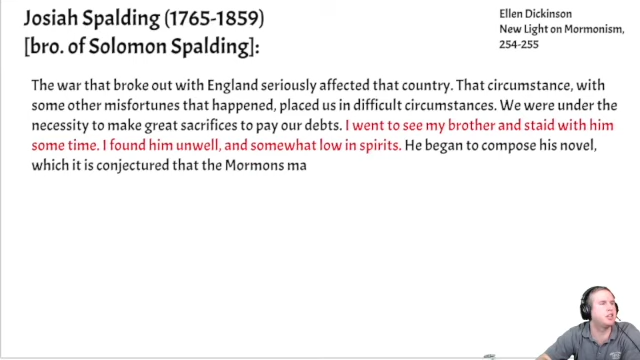 Josiah Spalding (1765-1859)
[bro. of Solomon Spalding]:
Ellen Dickinson
New Light on Mormonism,
254-255
The war that broke out with England seriously affected that country. That circumstance, with
some other misfortunes that happened, placed us in difficult circumstances. We were under the
necessity to make great sacrifices to pay our debts. I went to see my brother and staid with him
some time. I found him unwell, and somewhat low in spirits. He began to compose his novel,
which it is conjectured that the Mormons ma